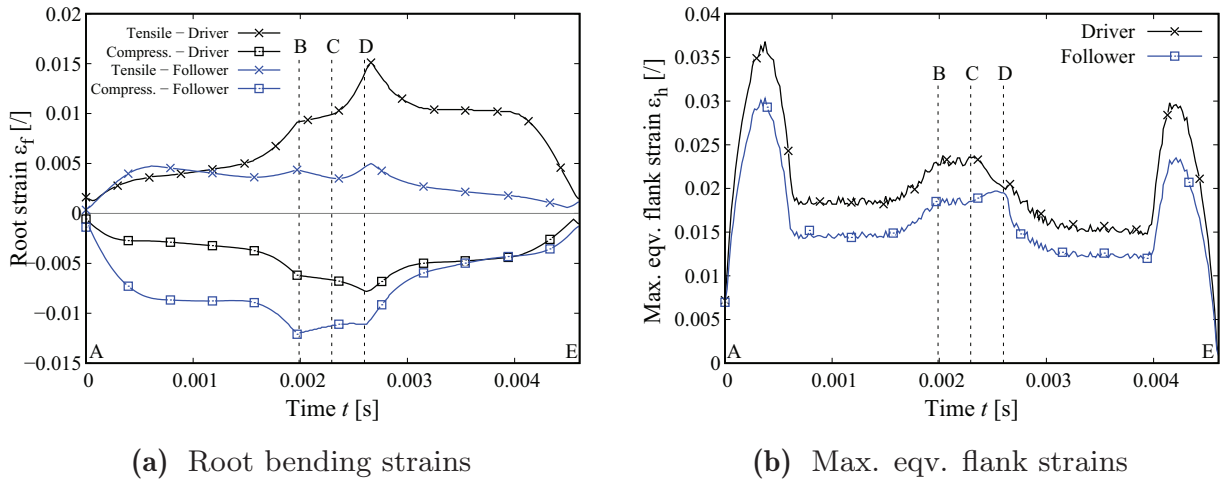 Root strain ε_f [/]
0.02
0.015
0.01
0.005
0
−0.005
−0.01
−0.015
Tensile − Driver
Compress. − Driver
Tensile − Follower
Compress. − Follower
B C D
A E
0 0.001 0.002 0.003 0.004
Time t [s]
(a) Root bending strains
Max. eqv. flank strain ε_h [/]
0.04
0.035
0.03
0.025
0.02
0.015
0.01
0.005
0
Driver
Follower
B C D
A E
0 0.001 0.002 0.003 0.004
Time t [s]
(b) Max. eqv. flank strains